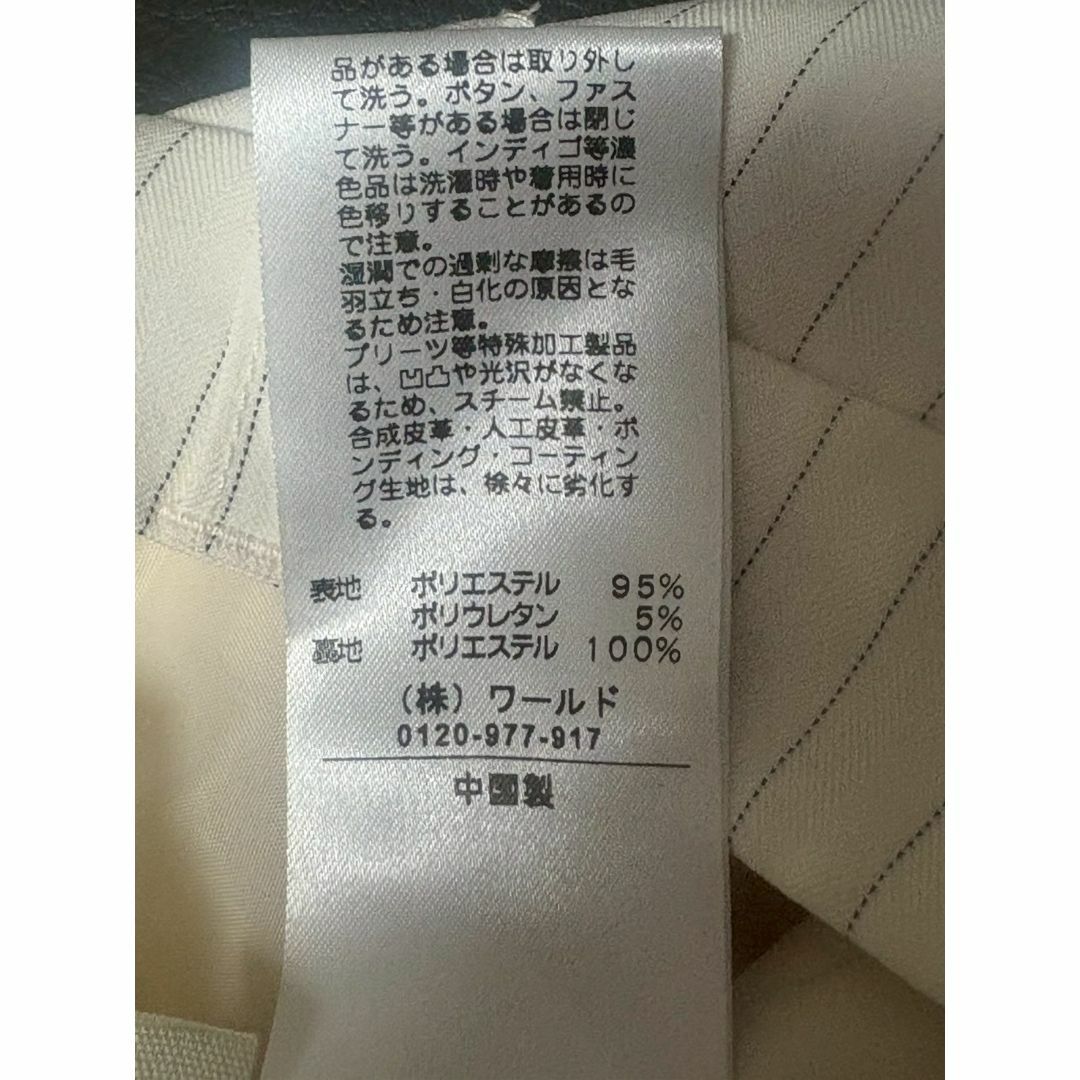 品がある場合は取り外し
て洗う。ボタン、ファス
ナー等がある場合は閉じ
て洗う。インディゴ等濃
色品は洗濯時や着用時に
色移りすることがあるの
で注意。
湿潤での過剰な摩擦は毛
羽立ち・白化の原因とな
るため注意。
プリーツ等特殊加工製品
は、凹凸や光沢がなくな
るため、スチーム禁止。
合成皮革・人工皮革・ボ
ンディング・コーティン
グ生地は、徐々に劣化す
る。
表地 ポリエステル 95%
ポリウレタン 5%
裏地 ポリエステル 100%
(株) ワールド
0120-977-917
中国製